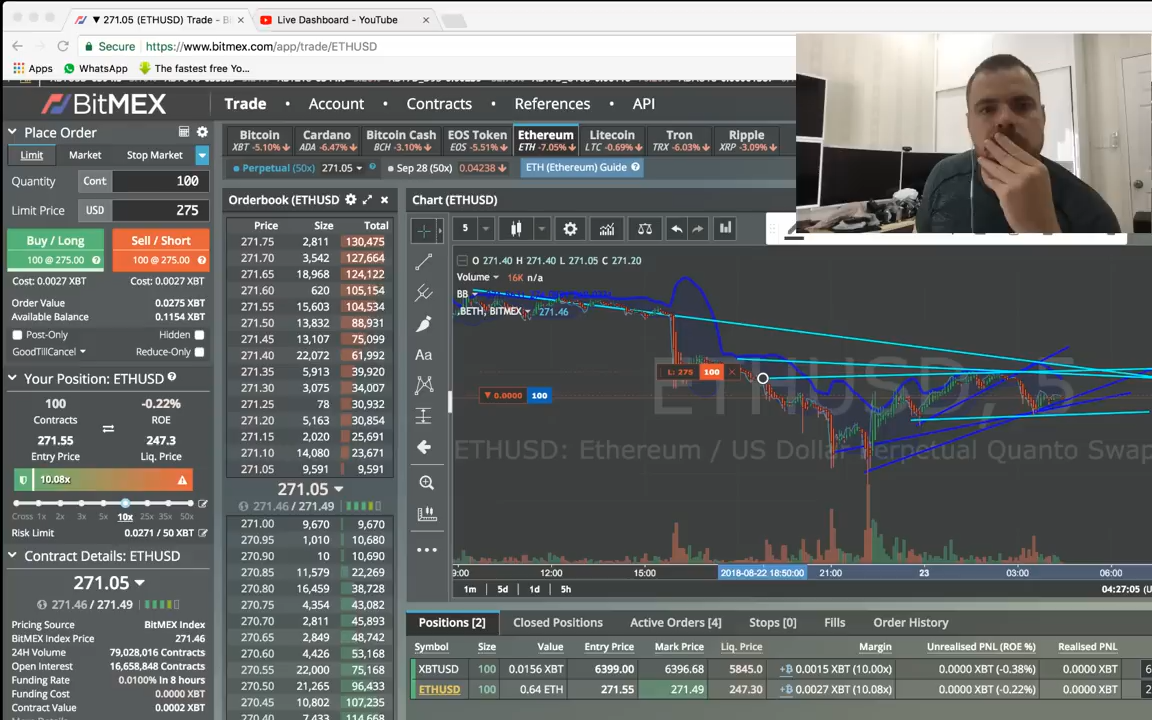 ▼ 271.05 (ETHUSD) Trade - B
Live Dashboard - YouTube
Secure https://www.bitmex.com/app/trade/ETHUSD
Apps WhatsApp The fastest free Yo...
BitMEX
Trade • Account • Contracts • References • API
Place Order
Limit Market Stop Market
Quantity Cont 100
Limit Price USD 275
Buy / Long
100 @ 275.00
Sell / Short
100 @ 275.00
Cost: 0.0027 XBT Cost: 0.0027 XBT
Order Value 0.0275 XBT
Available Balance 0.1154 XBT
Post-Only Hidden
GoodTillCancel Reduce-Only
Your Position: ETHUSD
100 -0.22%
Contracts ROE
271.55 247.3
Entry Price Liq. Price
10.08x
Cross 1x 2x 3x 5x 10x 25x 35x 50x
Risk Limit 0.0271 / 50 XBT
Contract Details: ETHUSD
271.05
271.46 / 271.49
Pricing Source BitMEX Index
BitMEX Index Price 271.46
24H Volume 79,028,016 Contracts
Open Interest 16,658,848 Contracts
Funding Rate 0.0100% In 8 hours
Funding Cost 0.0000 XBT
Contract Value 0.0002 XBT
Bitcoin Cardano Bitcoin Cash EOS Token Ethereum Litecoin Tron Ripple
XBT -5.10% ADA -6.47% BCH -3.10% EOS -5.51% ETH -7.05% LTC -0.69% TRX -6.03% XRP -3.09%
Perpetual (50x) 271.05 Sep 28 (50x) 0.04238 ETH (Ethereum) Guide
Orderbook (ETHUSD
Price Size Total
271.75 2,811 130,475
271.70 3,542 127,664
271.65 18,968 124,122
271.60 620 105,154
271.55 15,603 104,534
271.50 13,832 88,931
271.45 13,107 75,099
271.40 22,072 61,992
271.35 5,913 39,920
271.30 3,075 34,007
271.25 78 30,932
271.20 5,163 30,854
271.15 2,020 25,691
271.10 14,080 23,671
271.05 9,591 9,591
271.05
271.46 / 271.49
271.00 9,670 9,670
270.95 1,010 10,680
270.90 10 10,690
270.85 11,579 22,269
270.80 16,459 38,728
270.75 4,354 43,082
270.70 2,811 45,893
270.65 2,849 48,742
270.60 4,426 53,168
270.55 22,000 75,168
270.50 21,265 96,433
270.45 10,802 107,235
270.40 7,433 114,668
Chart (ETHUSD)
5
O 271.40 H 271.40 L 271.05 C 271.20
Volume 16K n/a
BB
.BETH, BITMEX 271.46
ETHUSD, 5
ETHUSD: Ethereum / US Dollar Perpetual Quanto Swap
L: 275 100
0.0000 100
Aa
9:00 12:00 15:00 2018-08-22 18:50:00 21:00 23 03:00 06:00
1m 5d 1d 5h 04:27:05
Positions [2] Closed Positions Active Orders [4] Stops [0] Fills Order History
Symbol Size Value Entry Price Mark Price Liq. Price Margin Unrealised PNL (ROE %) Realised PNL
XBTUSD 100 0.0156 XBT 6399.00 6396.68 5845.0 0.0015 XBT (10.00x) 0.0000 XBT (-0.38%) 0.0000 XBT 6
ETHUSD 100 0.64 ETH 271.55 271.49 247.30 0.0027 XBT (10.08x) 0.0000 XBT (-0.22%) 0.0000 XBT 2